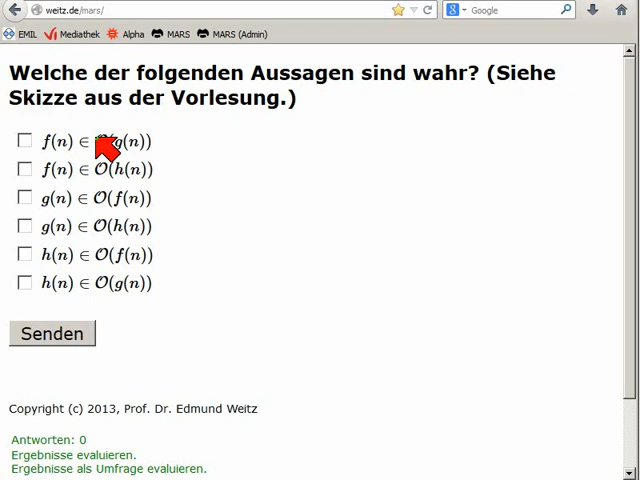 weitz.de/mars/
Google
EMIL Mediathek Alpha MARS MARS (Admin)
Welche der folgenden Aussagen sind wahr? (Siehe
Skizze aus der Vorlesung.)
f(n) ∈ 𝒪(g(n))
f(n) ∈ 𝒪(h(n))
g(n) ∈ 𝒪(f(n))
g(n) ∈ 𝒪(h(n))
h(n) ∈ 𝒪(f(n))
h(n) ∈ 𝒪(g(n))
Senden
Copyright (c) 2013, Prof. Dr. Edmund Weitz
Antworten: 0
Ergebnisse evaluieren.
Ergebnisse als Umfrage evaluieren.